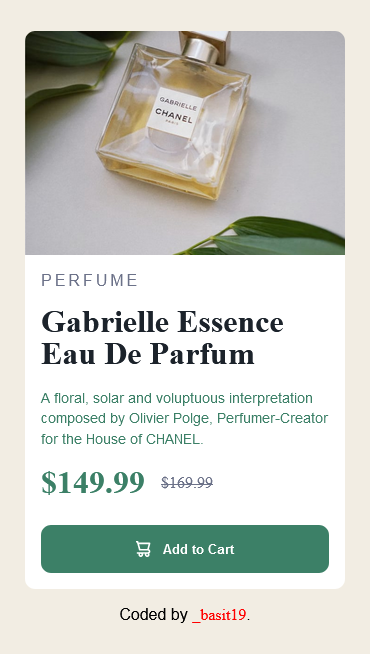 GABRIELLE
CHANEL
PARIS
PERFUME
Gabrielle Essence
Eau De Parfum
A floral, solar and voluptuous interpretation
composed by Olivier Polge, Perfumer-Creator
for the House of CHANEL.
$149.99 $169.99
Add to Cart
Coded by _basit19.